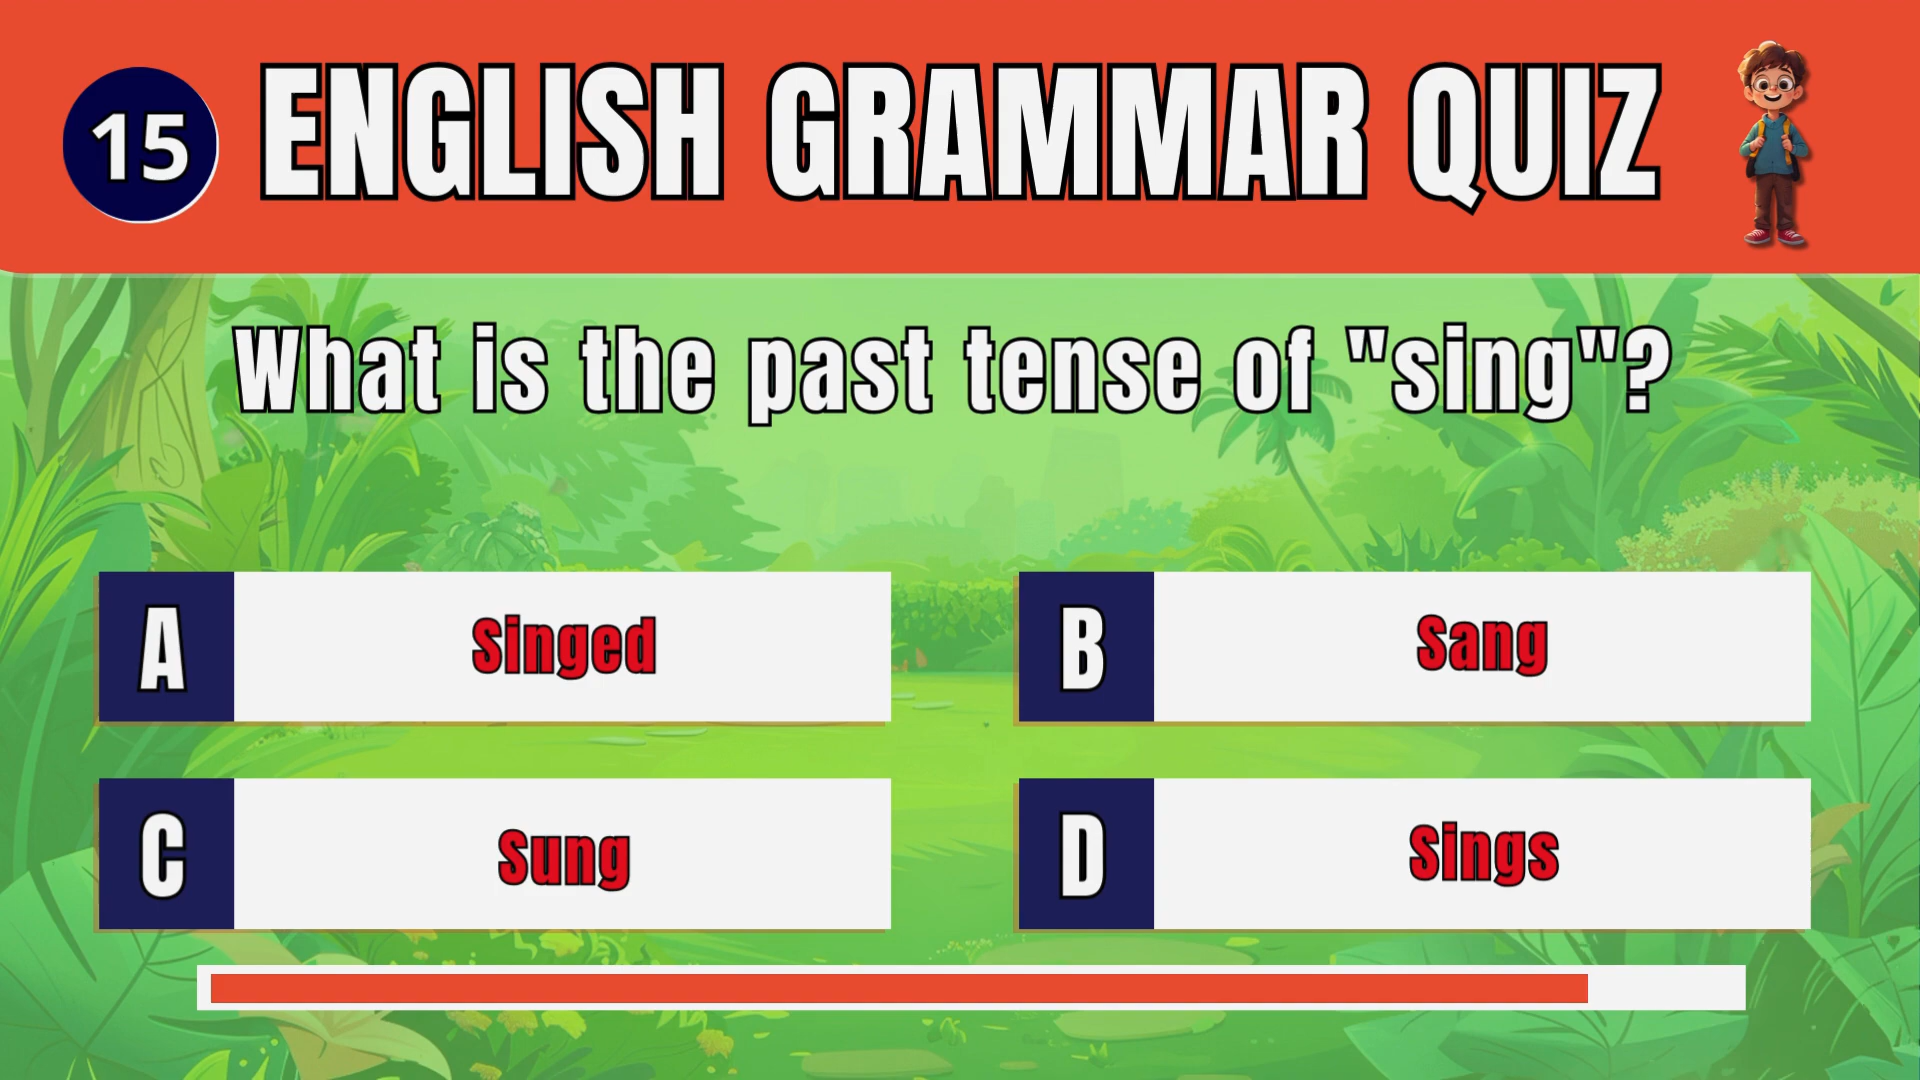 15
ENGLISH GRAMMAR QUIZ
What is the past tense of "sing"?
A
Singed
B
Sang
C
Sung
D
Sings